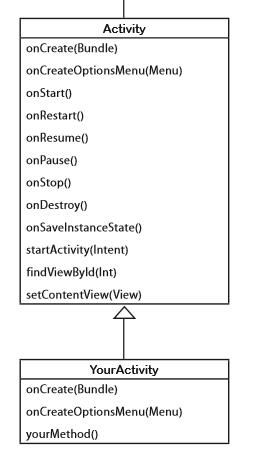 Activity
onCreate(Bundle)
onCreateOptionsMenu(Menu)
onStart()
onRestart()
onResume()
onPause()
onStop()
onDestroy()
onSaveInstanceState()
startActivity(Intent)
findViewById(Int)
setContentView(View)
YourActivity
onCreate(Bundle)
onCreateOptionsMenu(Menu)
yourMethod()